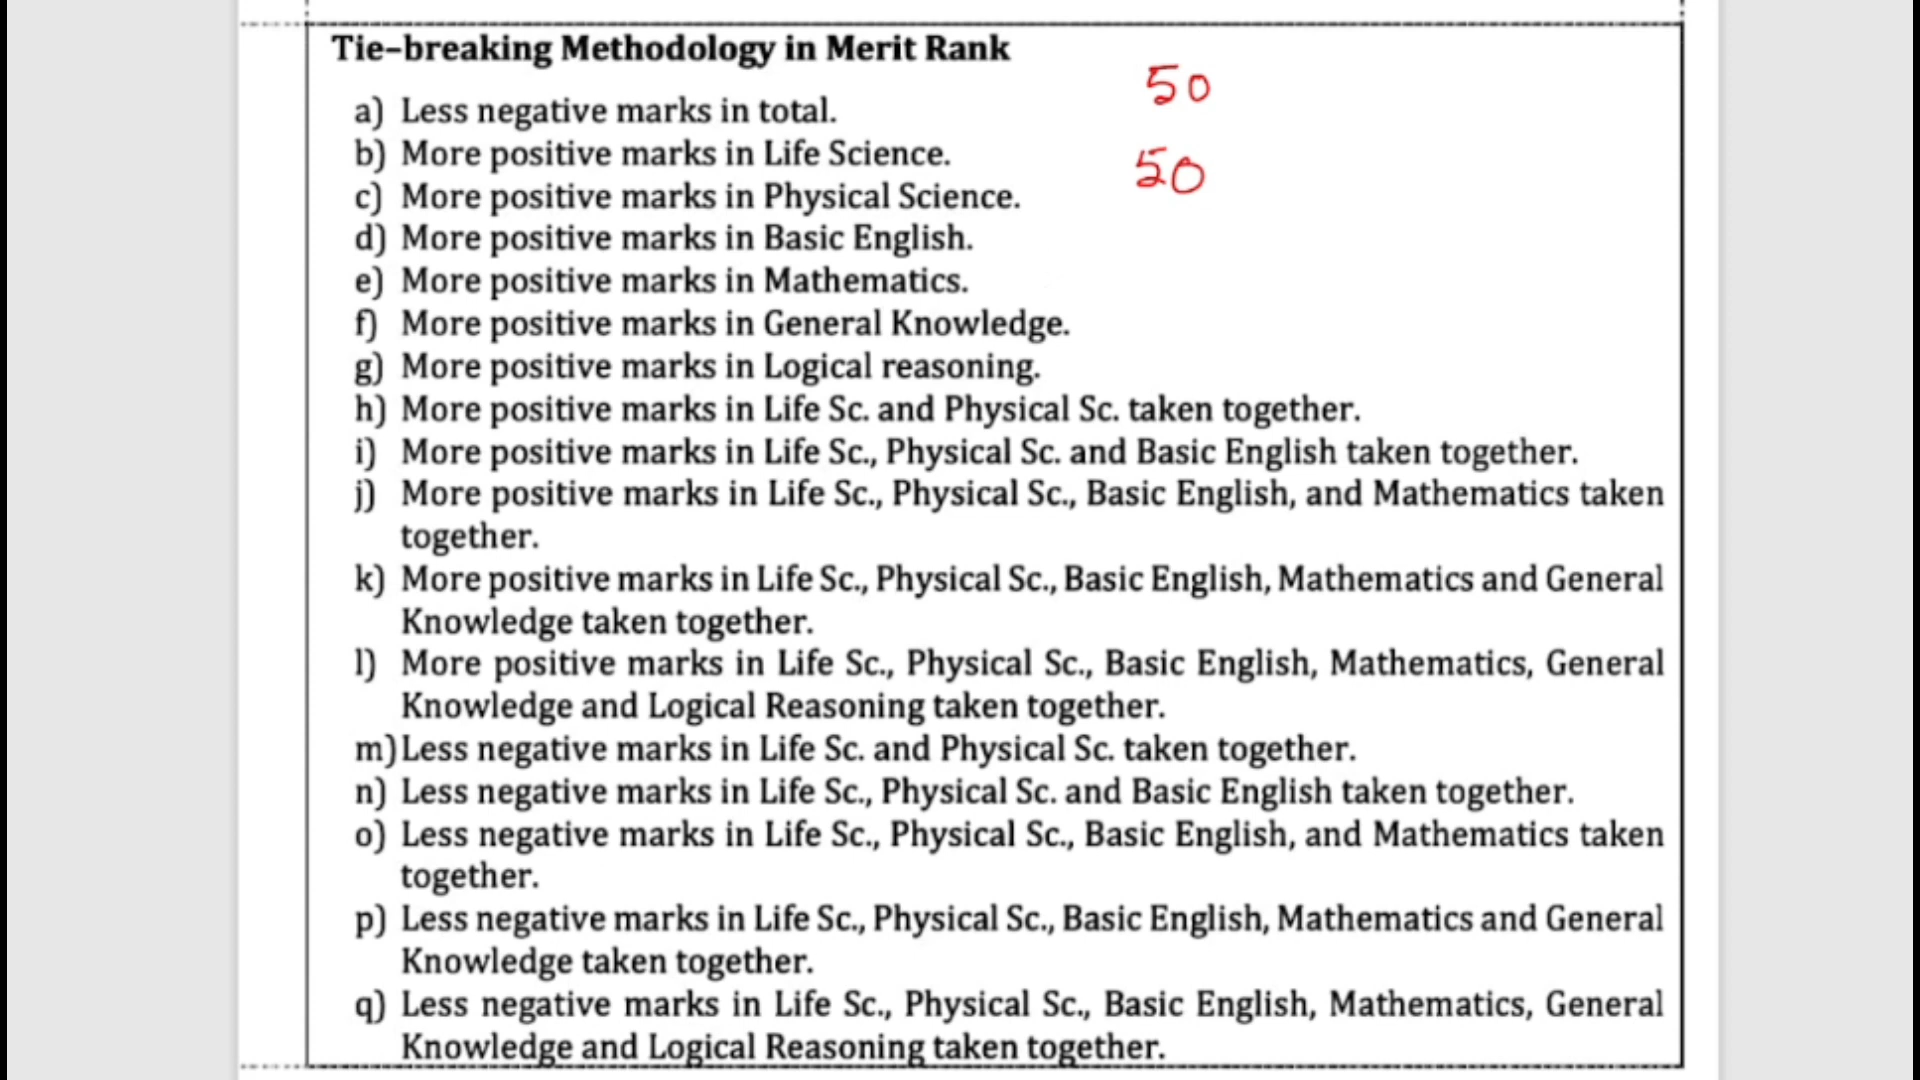 Tie-breaking Methodology in Merit Rank
50
a) Less negative marks in total.
b) More positive marks in Life Science.
50
c) More positive marks in Physical Science.
d) More positive marks in Basic English.
e) More positive marks in Mathematics.
f) More positive marks in General Knowledge.
g) More positive marks in Logical reasoning.
h) More positive marks in Life Sc. and Physical Sc. taken together.
i) More positive marks in Life Sc., Physical Sc. and Basic English taken together.
j) More positive marks in Life Sc., Physical Sc., Basic English, and Mathematics taken
together.
k) More positive marks in Life Sc., Physical Sc., Basic English, Mathematics and General
Knowledge taken together.
l) More positive marks in Life Sc., Physical Sc., Basic English, Mathematics, General
Knowledge and Logical Reasoning taken together.
m) Less negative marks in Life Sc. and Physical Sc. taken together.
n) Less negative marks in Life Sc., Physical Sc. and Basic English taken together.
o) Less negative marks in Life Sc., Physical Sc., Basic English, and Mathematics taken
together.
p) Less negative marks in Life Sc., Physical Sc., Basic English, Mathematics and General
Knowledge taken together.
q) Less negative marks in Life Sc., Physical Sc., Basic English, Mathematics, General
Knowledge and Logical Reasoning taken together.